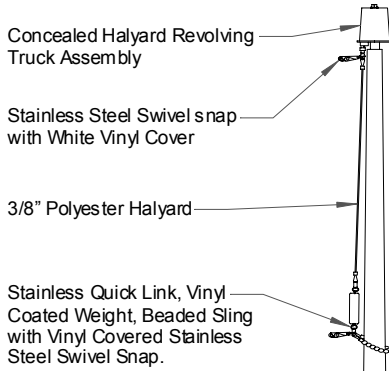 Concealed Halyard Revolving
Truck Assembly
Stainless Steel Swivel snap
with White Vinyl Cover
3/8” Polyester Halyard
Stainless Quick Link, Vinyl
Coated Weight, Beaded Sling
with Vinyl Covered Stainless
Steel Swivel Snap.